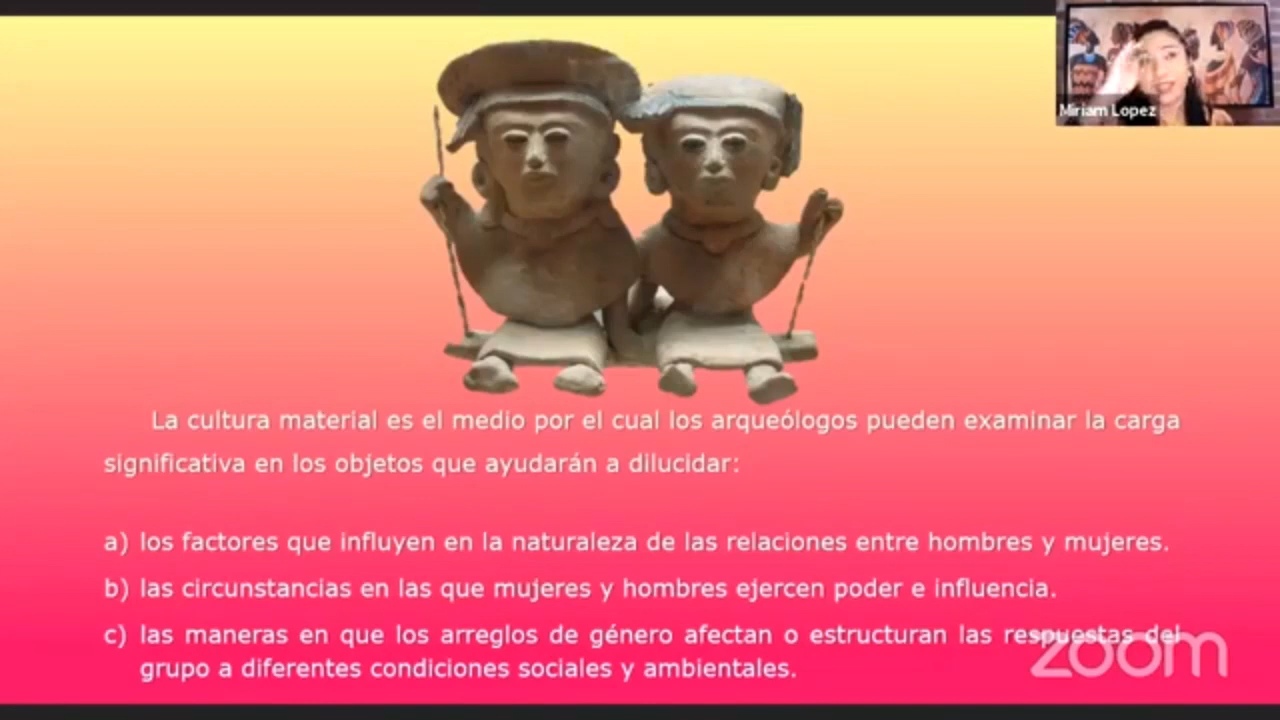 Miriam Lopez
La cultura material es el medio por el cual los arqueólogos pueden examinar la carga
significativa en los objetos que ayudarán a dilucidar:
a) los factores que influyen en la naturaleza de las relaciones entre hombres y mujeres.
b) las circunstancias en las que mujeres y hombres ejercen poder e influencia.
c) las maneras en que los arreglos de género afectan o estructuran las respuestas del
grupo a diferentes condiciones sociales y ambientales.
zoom